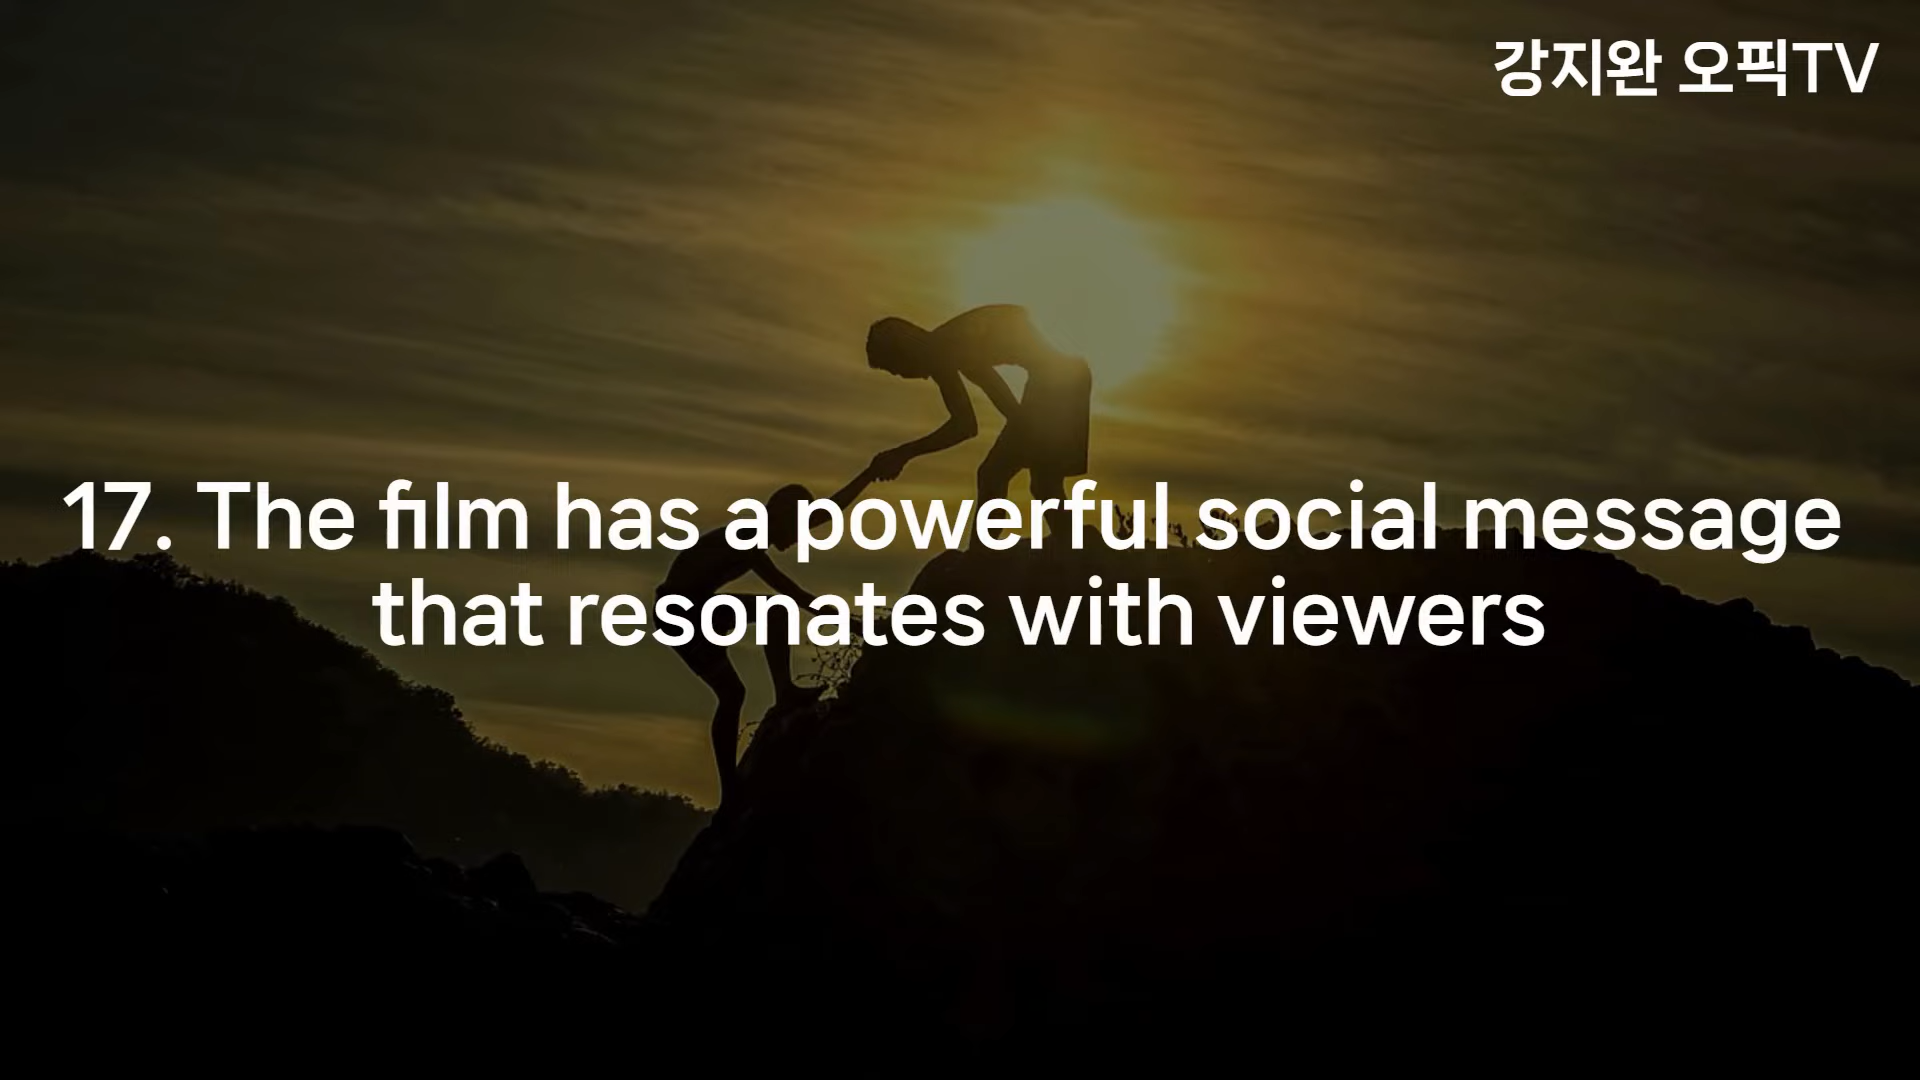 강지완 오픽TV
17. The film has a powerful social message
that resonates with viewers